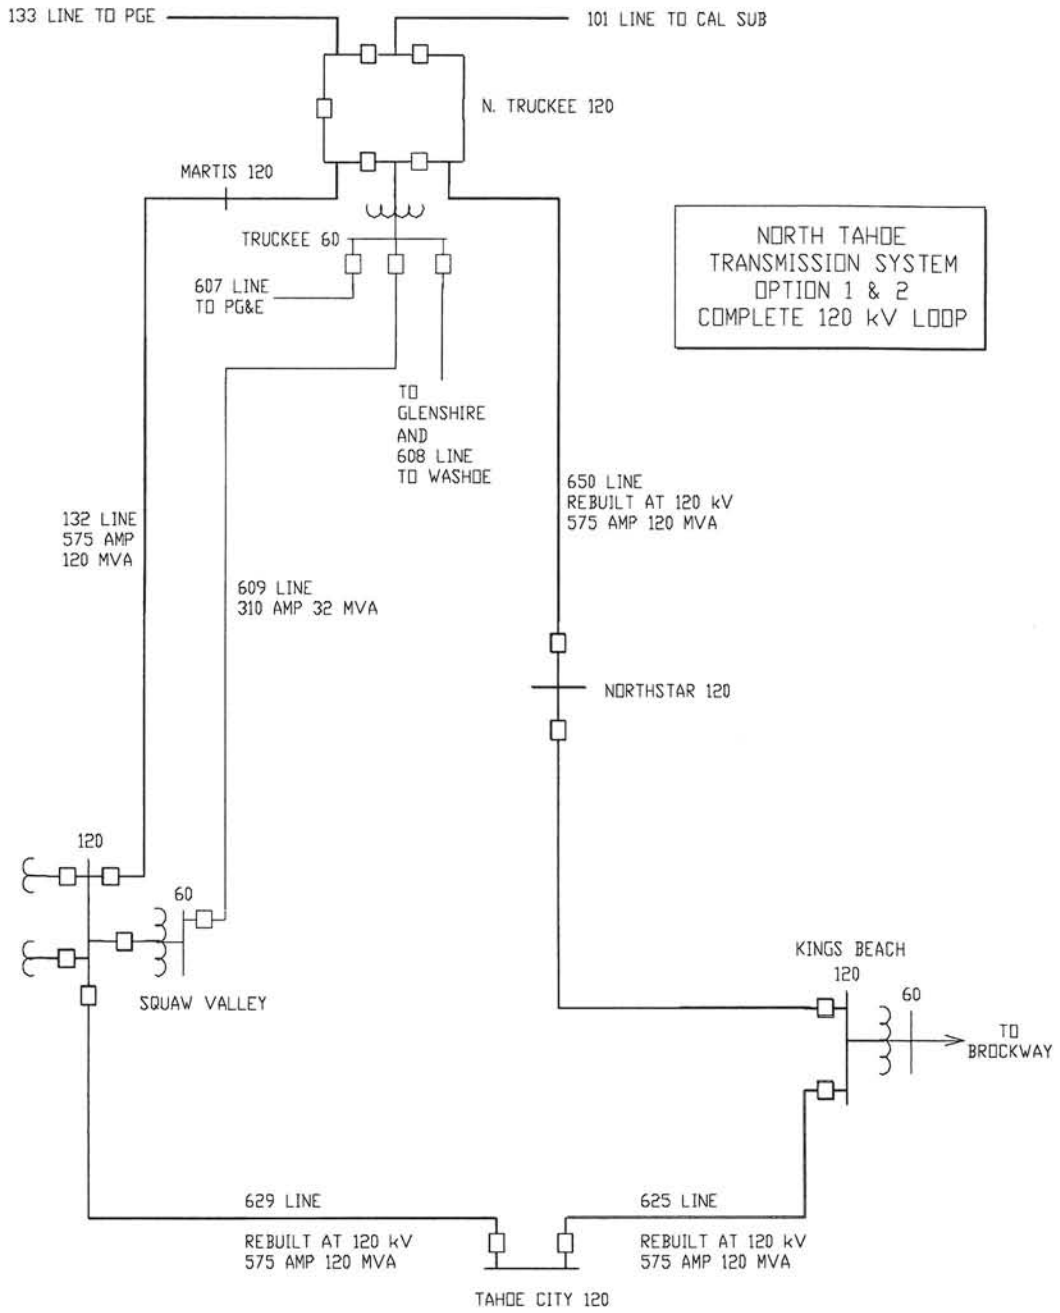 133 LINE TO PGE
101 LINE TO CAL SUB
N. TRUCKEE 120
MARTIS 120
TRUCKEE 60
607 LINE
TO PG&E
NORTH TAHOE
TRANSMISSION SYSTEM
OPTION 1 & 2
COMPLETE 120 kV LOOP
TO
GLENSHIRE
AND
608 LINE
TO WASHOE
650 LINE
REBUILT AT 120 kV
575 AMP 120 MVA
132 LINE
575 AMP
120 MVA
609 LINE
310 AMP 32 MVA
NORTHSTAR 120
120
60
SQUAW VALLEY
KINGS BEACH
120
60
TO
BROCKWAY
629 LINE
REBUILT AT 120 kV
575 AMP 120 MVA
625 LINE
REBUILT AT 120 kV
575 AMP 120 MVA
TAHOE CITY 120